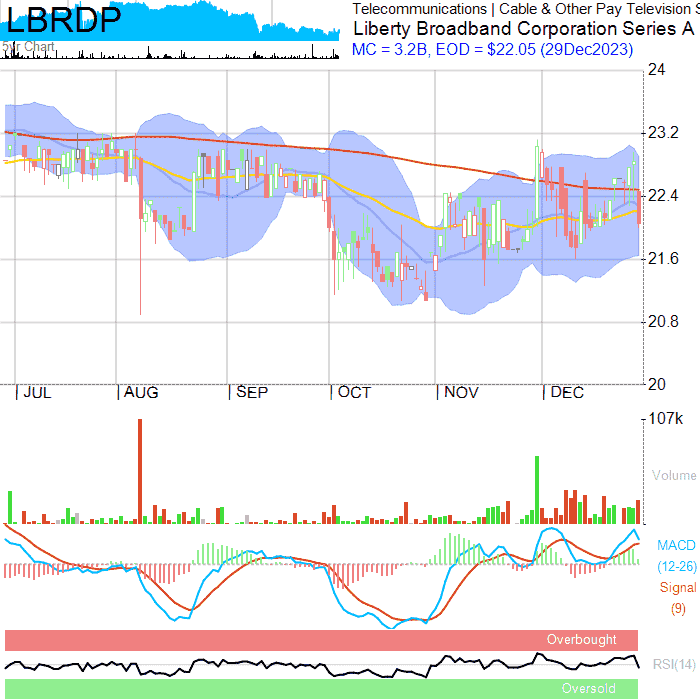 LBRDP
5yr Chart
Telecommunications | Cable & Other Pay Television S
Liberty Broadband Corporation Series A
MC = 3.2B, EOD = $22.05 (29Dec2023)
24
23.2
22.4
21.6
20.8
20
JUL AUG SEP OCT NOV DEC
107k
Volume
MACD
(12-26)
Signal
(9)
Overbought
RSI(14)
Oversold